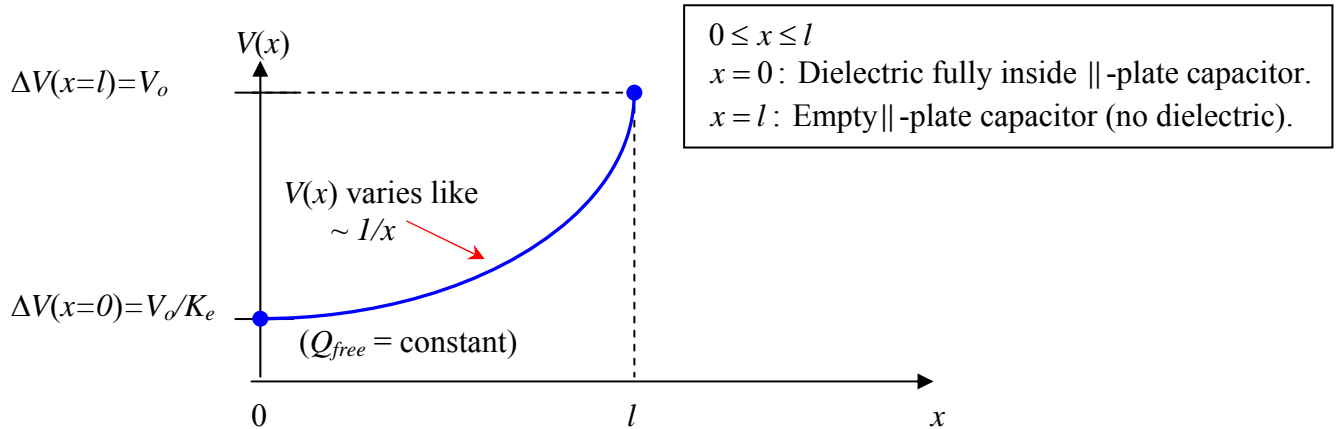 V(x)
ΔV(x=l)=Vₒ
0 ≤ x ≤ l
x = 0 : Dielectric fully inside || -plate capacitor.
x = l : Empty || -plate capacitor (no dielectric).
V(x) varies like
~ 1/x
ΔV(x=0)=Vₒ/Kₑ
(Q_free = constant)
0
l
x